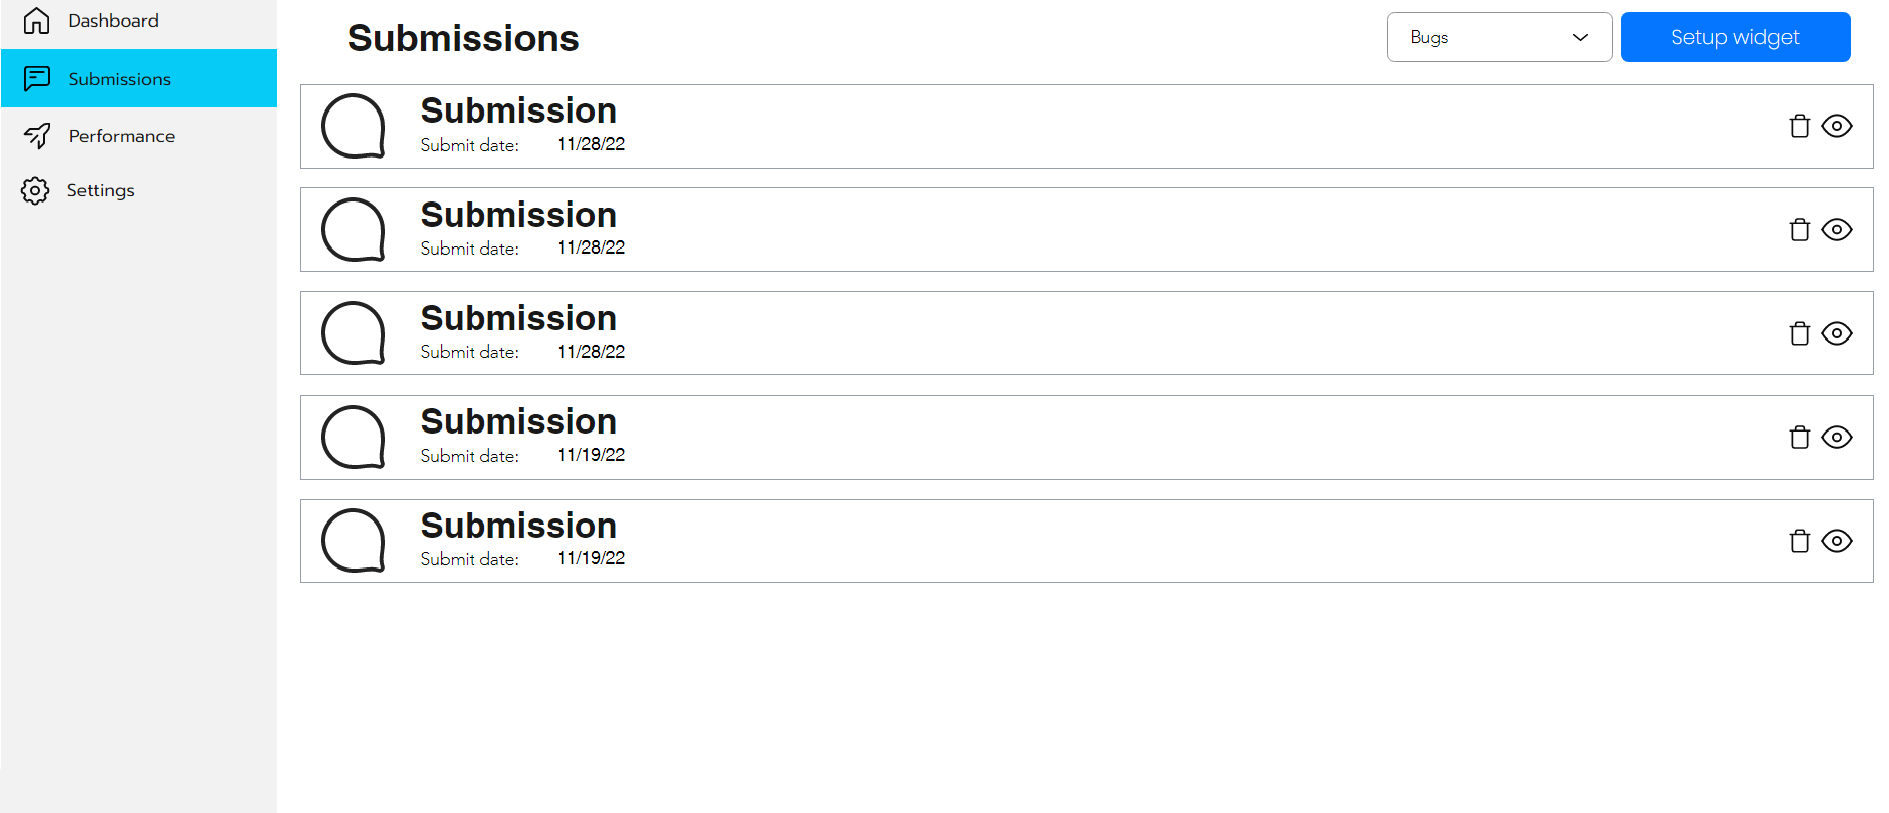 Dashboard
Submissions
Performance
Settings
Submissions
Bugs
Setup widget
Submission
Submit date: 11/28/22
Submission
Submit date: 11/28/22
Submission
Submit date: 11/28/22
Submission
Submit date: 11/19/22
Submission
Submit date: 11/19/22